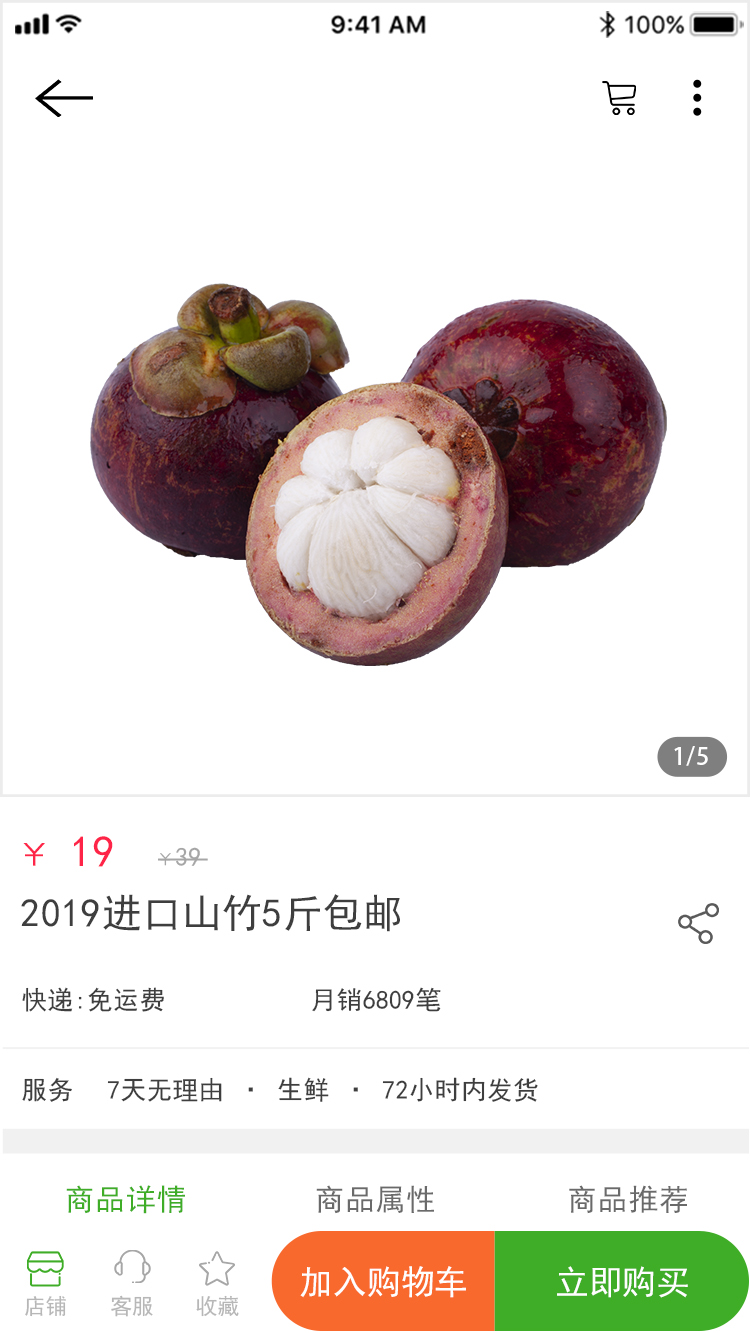 9:41 AM 100%
1/5
¥ 19 ¥39
2019进口山竹5斤包邮
快递:免运费 月销6809笔
服务 7天无理由 · 生鲜 · 72小时内发货
商品详情 商品属性 商品推荐
店铺 客服 收藏 加入购物车 立即购买